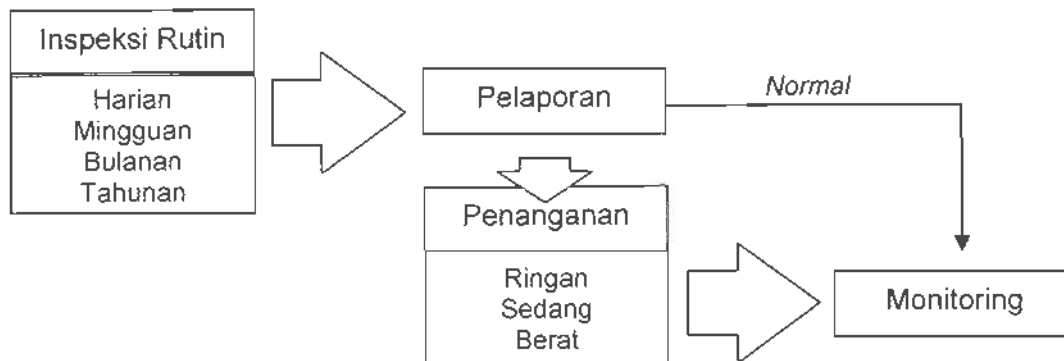 Inspeksi Rutin
Harian
Mingguan
Bulanan
Tahunan
Pelaporan
Normal
Penanganan
Ringan
Sedang
Berat
Monitoring